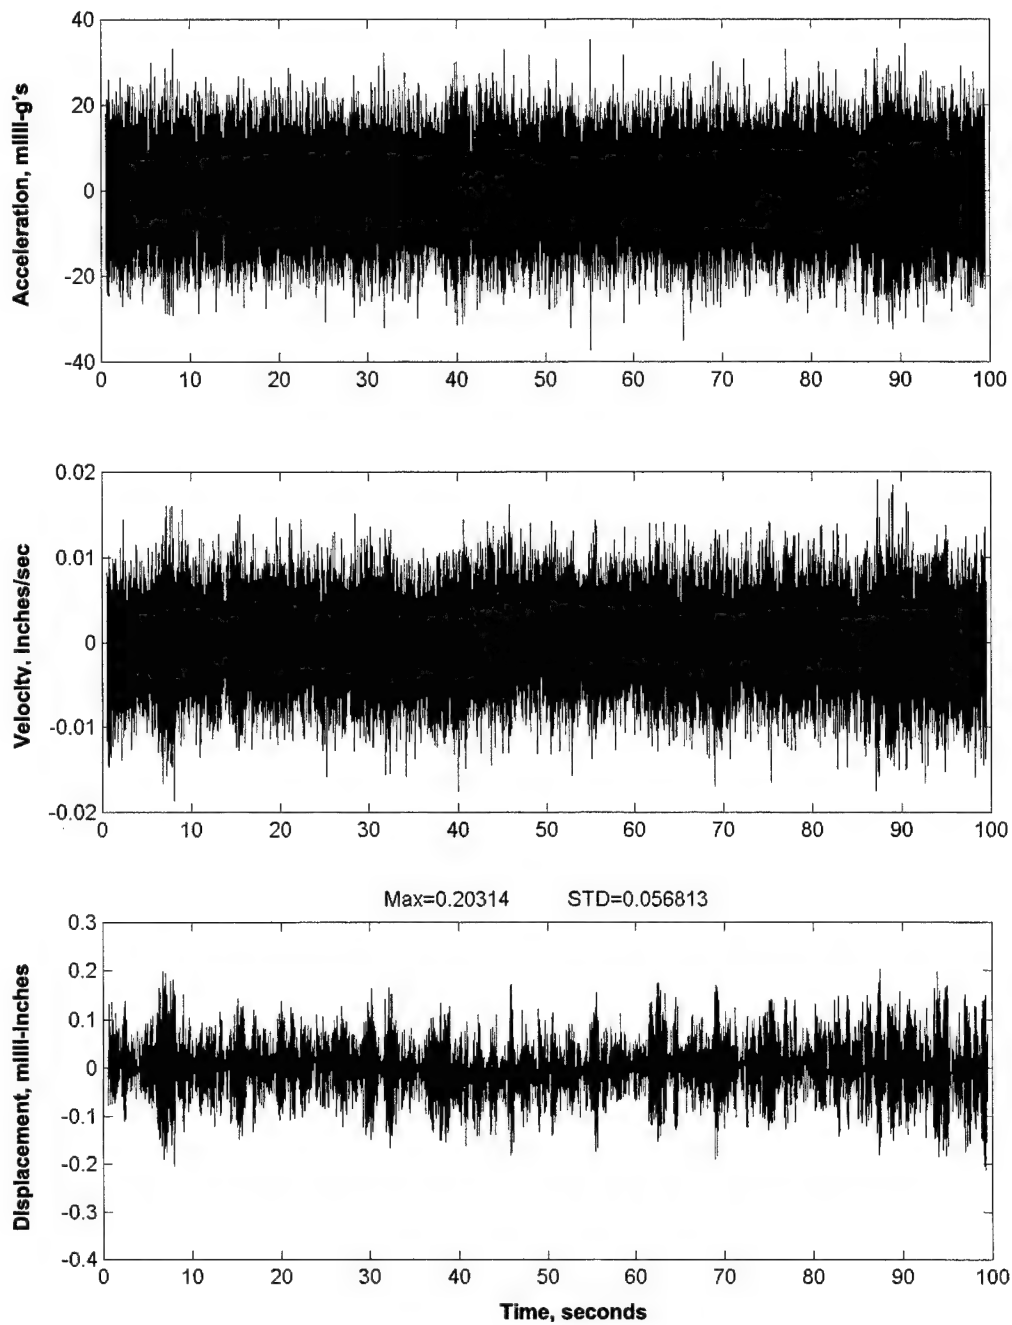 40
20
0
-20
-40
Acceleration, milli-g's
0 10 20 30 40 50 60 70 80 90 100
0.02
0.01
0
-0.01
-0.02
Velocity, inches/sec
0 10 20 30 40 50 60 70 80 90 100
Max=0.20314 STD=0.056813
0.3
0.2
0.1
0
-0.1
-0.2
-0.3
-0.4
Displacement, milli-inches
0 10 20 30 40 50 60 70 80 90 100
Time, seconds